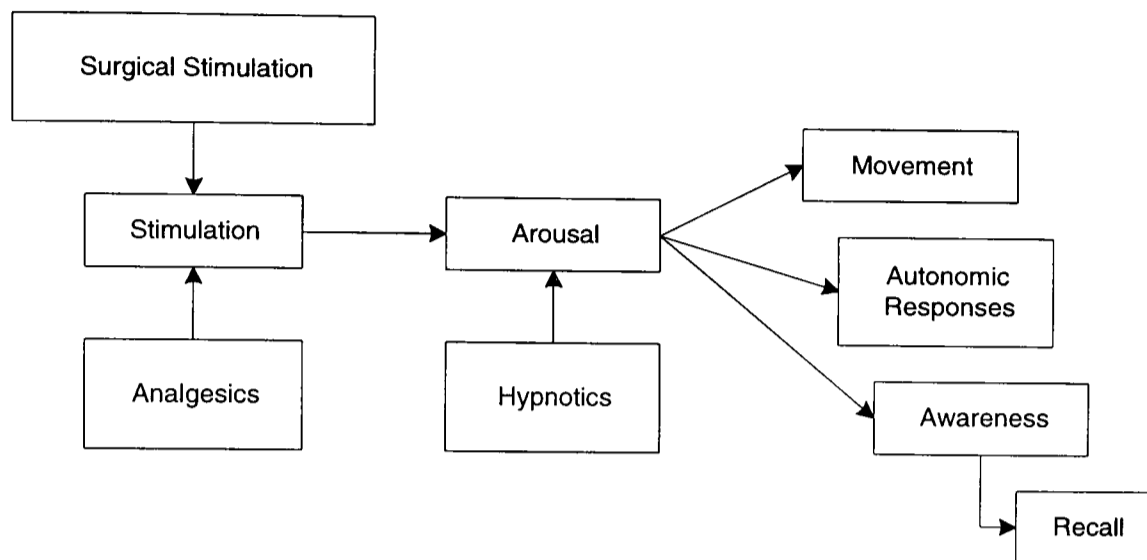 Surgical Stimulation
Movement
Stimulation
Arousal
Autonomic
Responses
Analgesics
Hypnotics
Awareness
Recall